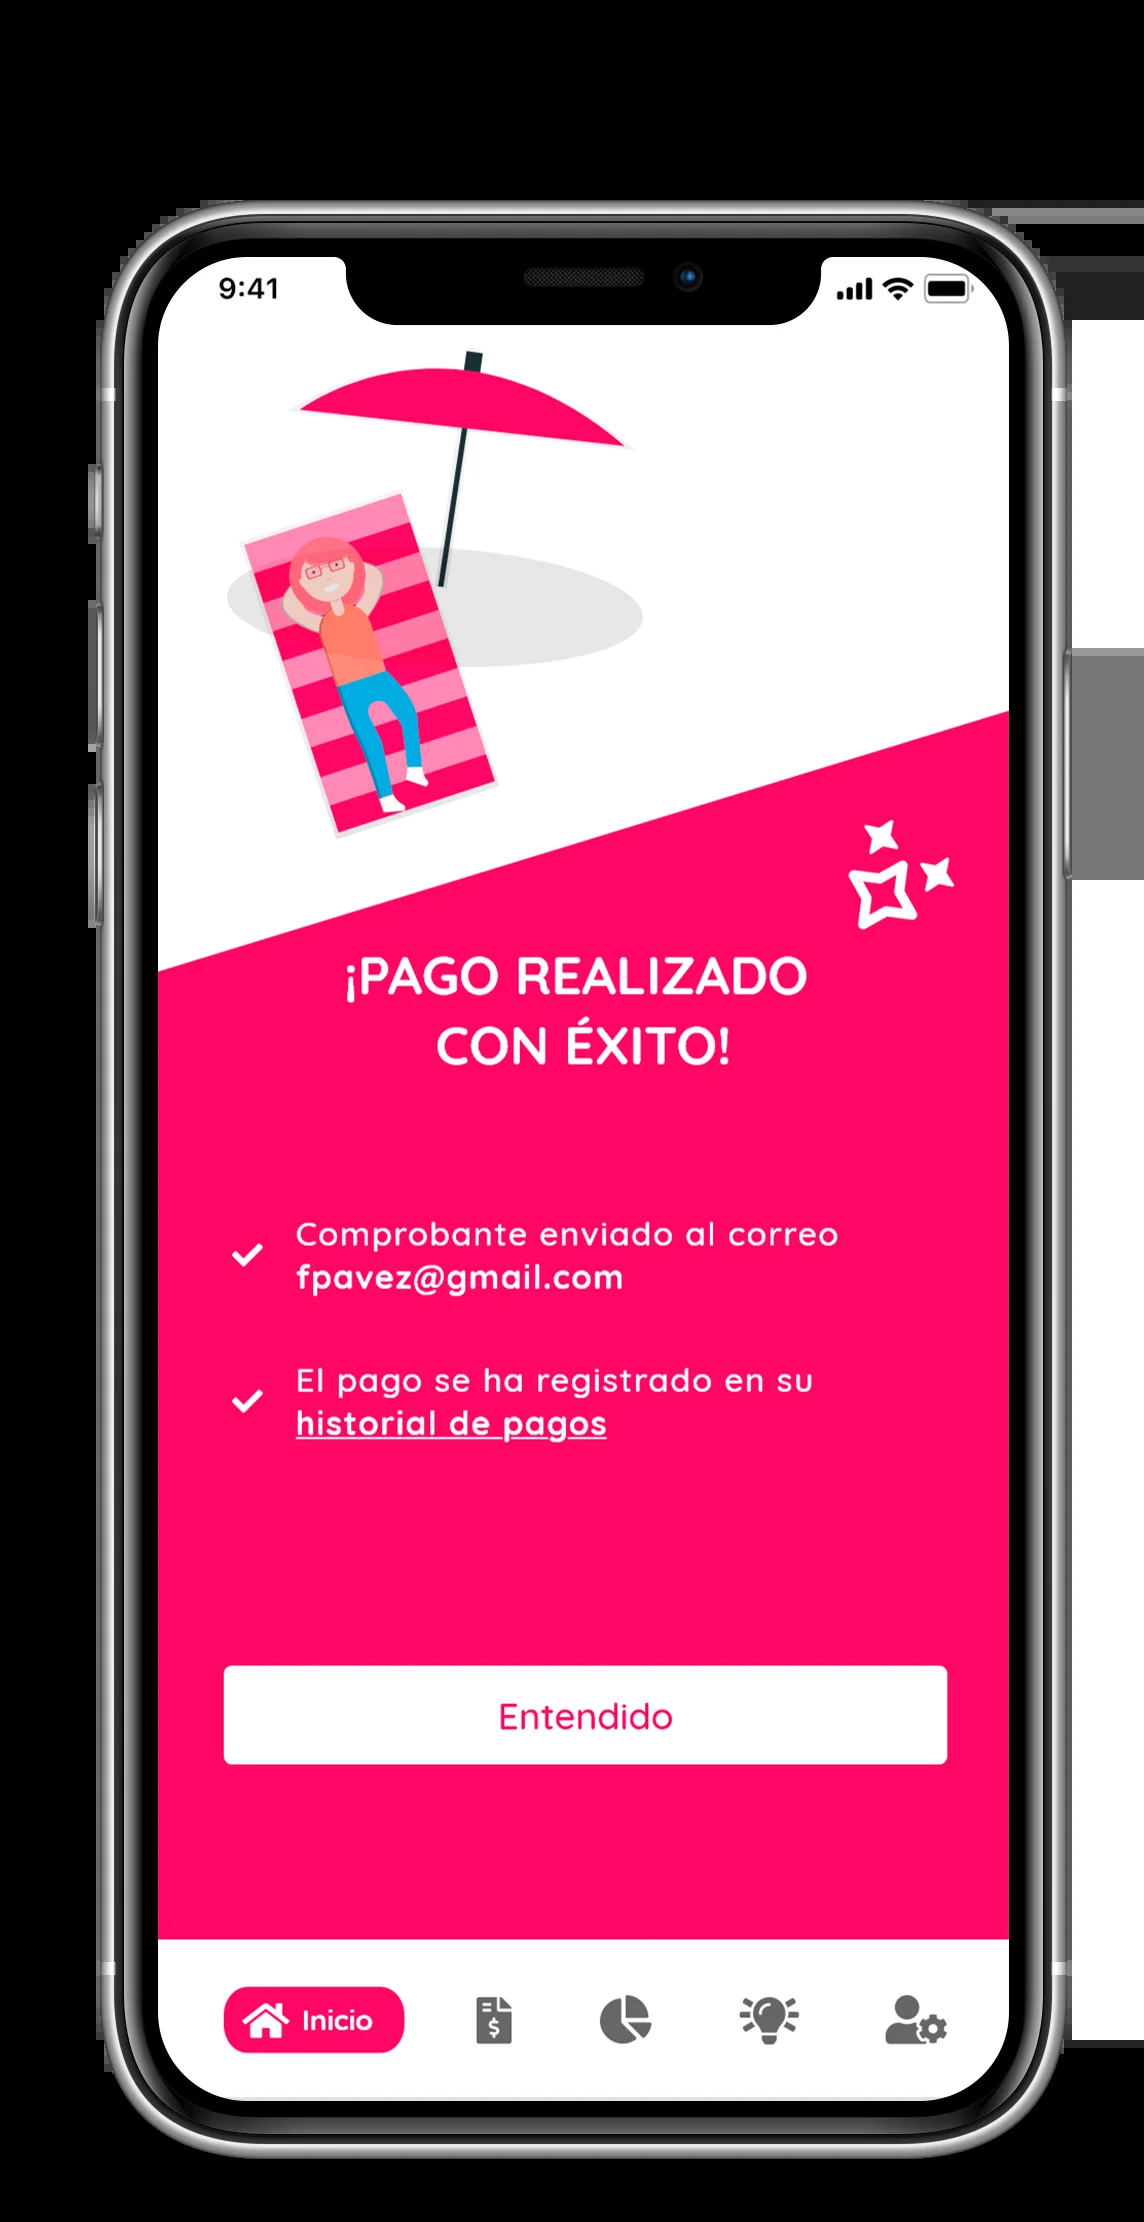 9:41
¡PAGO REALIZADO
CON ÉXITO!
Comprobante enviado al correo
fpavez@gmail.com
El pago se ha registrado en su
historial de pagos
Entendido
Inicio
$